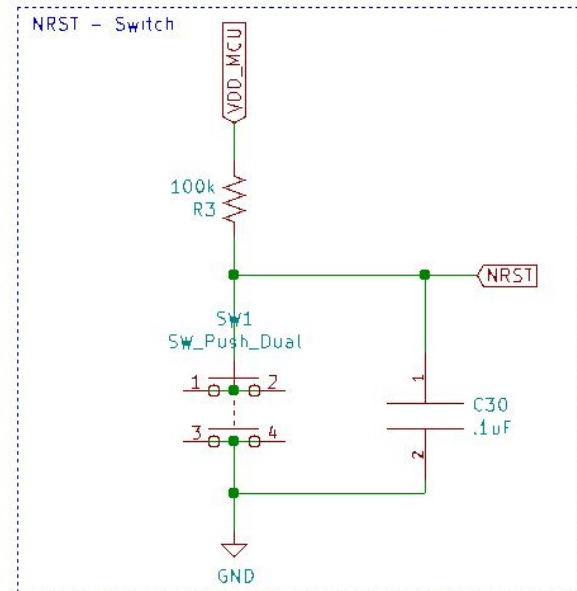 NRST - Switch
VDD_MCU
100k
R3
NRST
SW1
SW_Push_Dual
1 2
3 4
1
C30
.1uF
2
GND